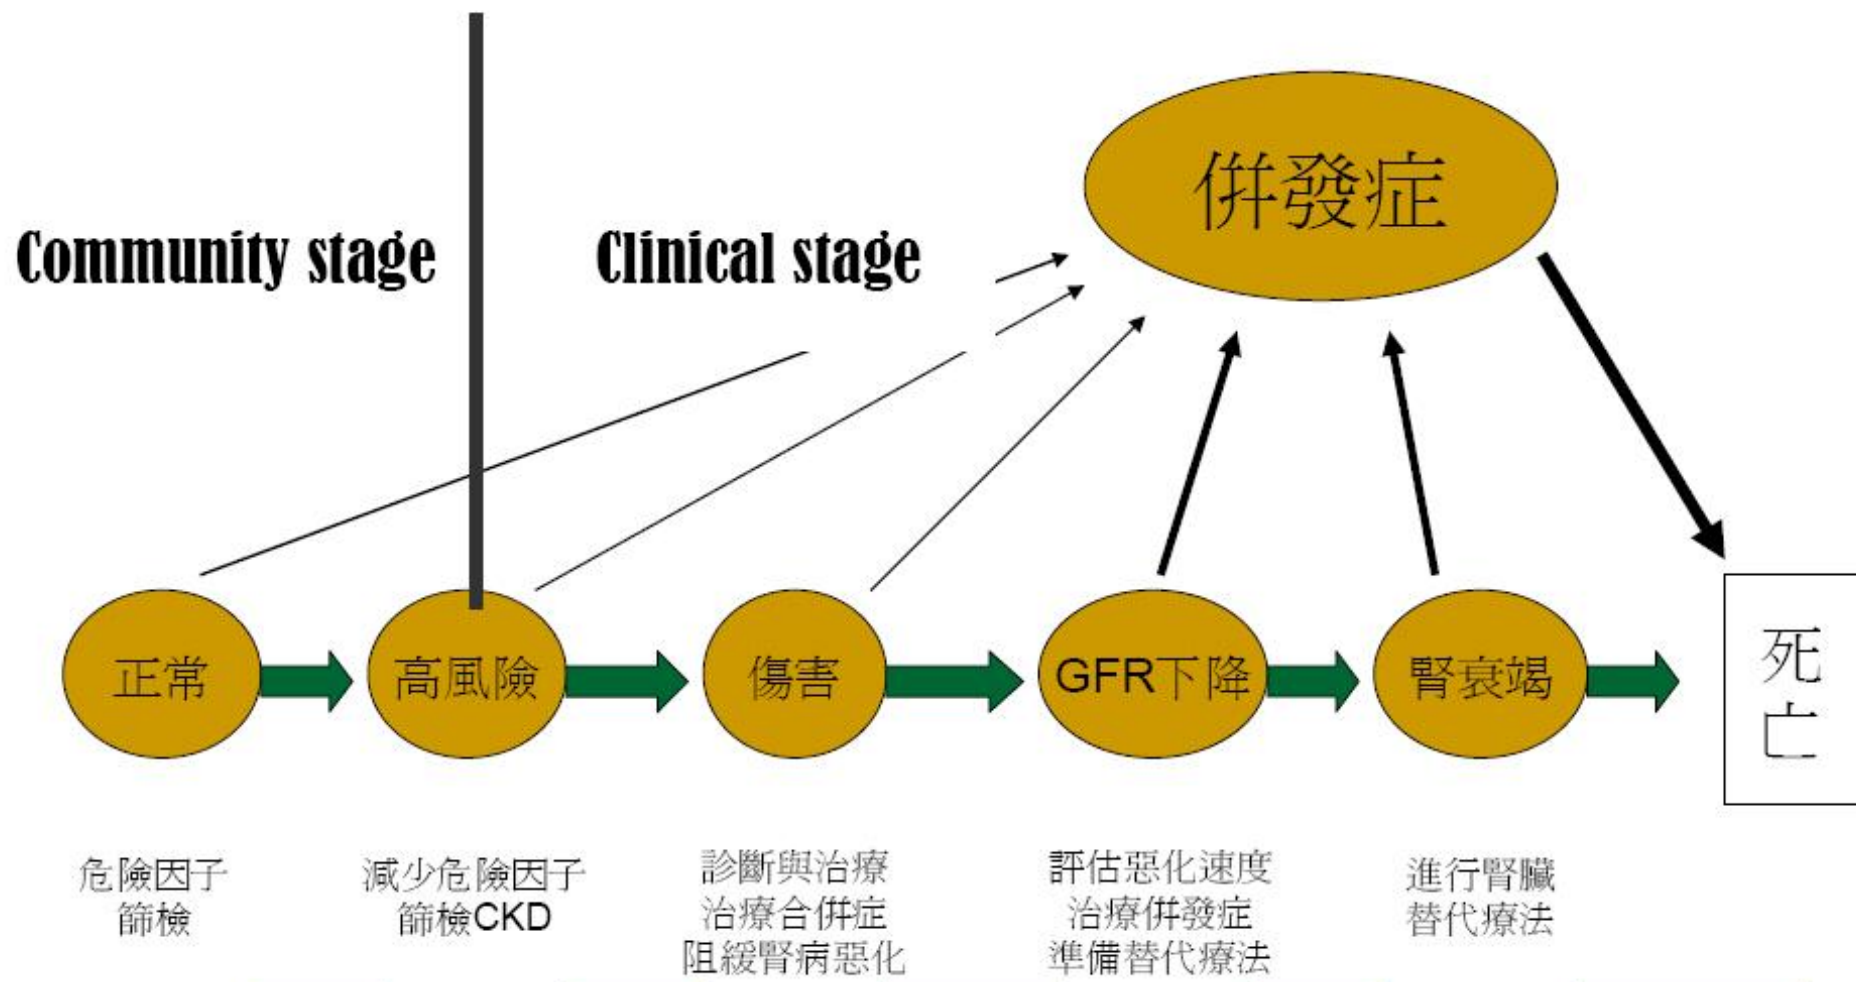 併發症
Community stage
Clinical stage
正常
高風險
傷害
GFR下降
腎衰竭
死
亡
危險因子
篩檢
減少危險因子
篩檢CKD
診斷與治療
治療合併症
阻緩腎病惡化
評估惡化速度
治療併發症
準備替代療法
進行腎臟
替代療法